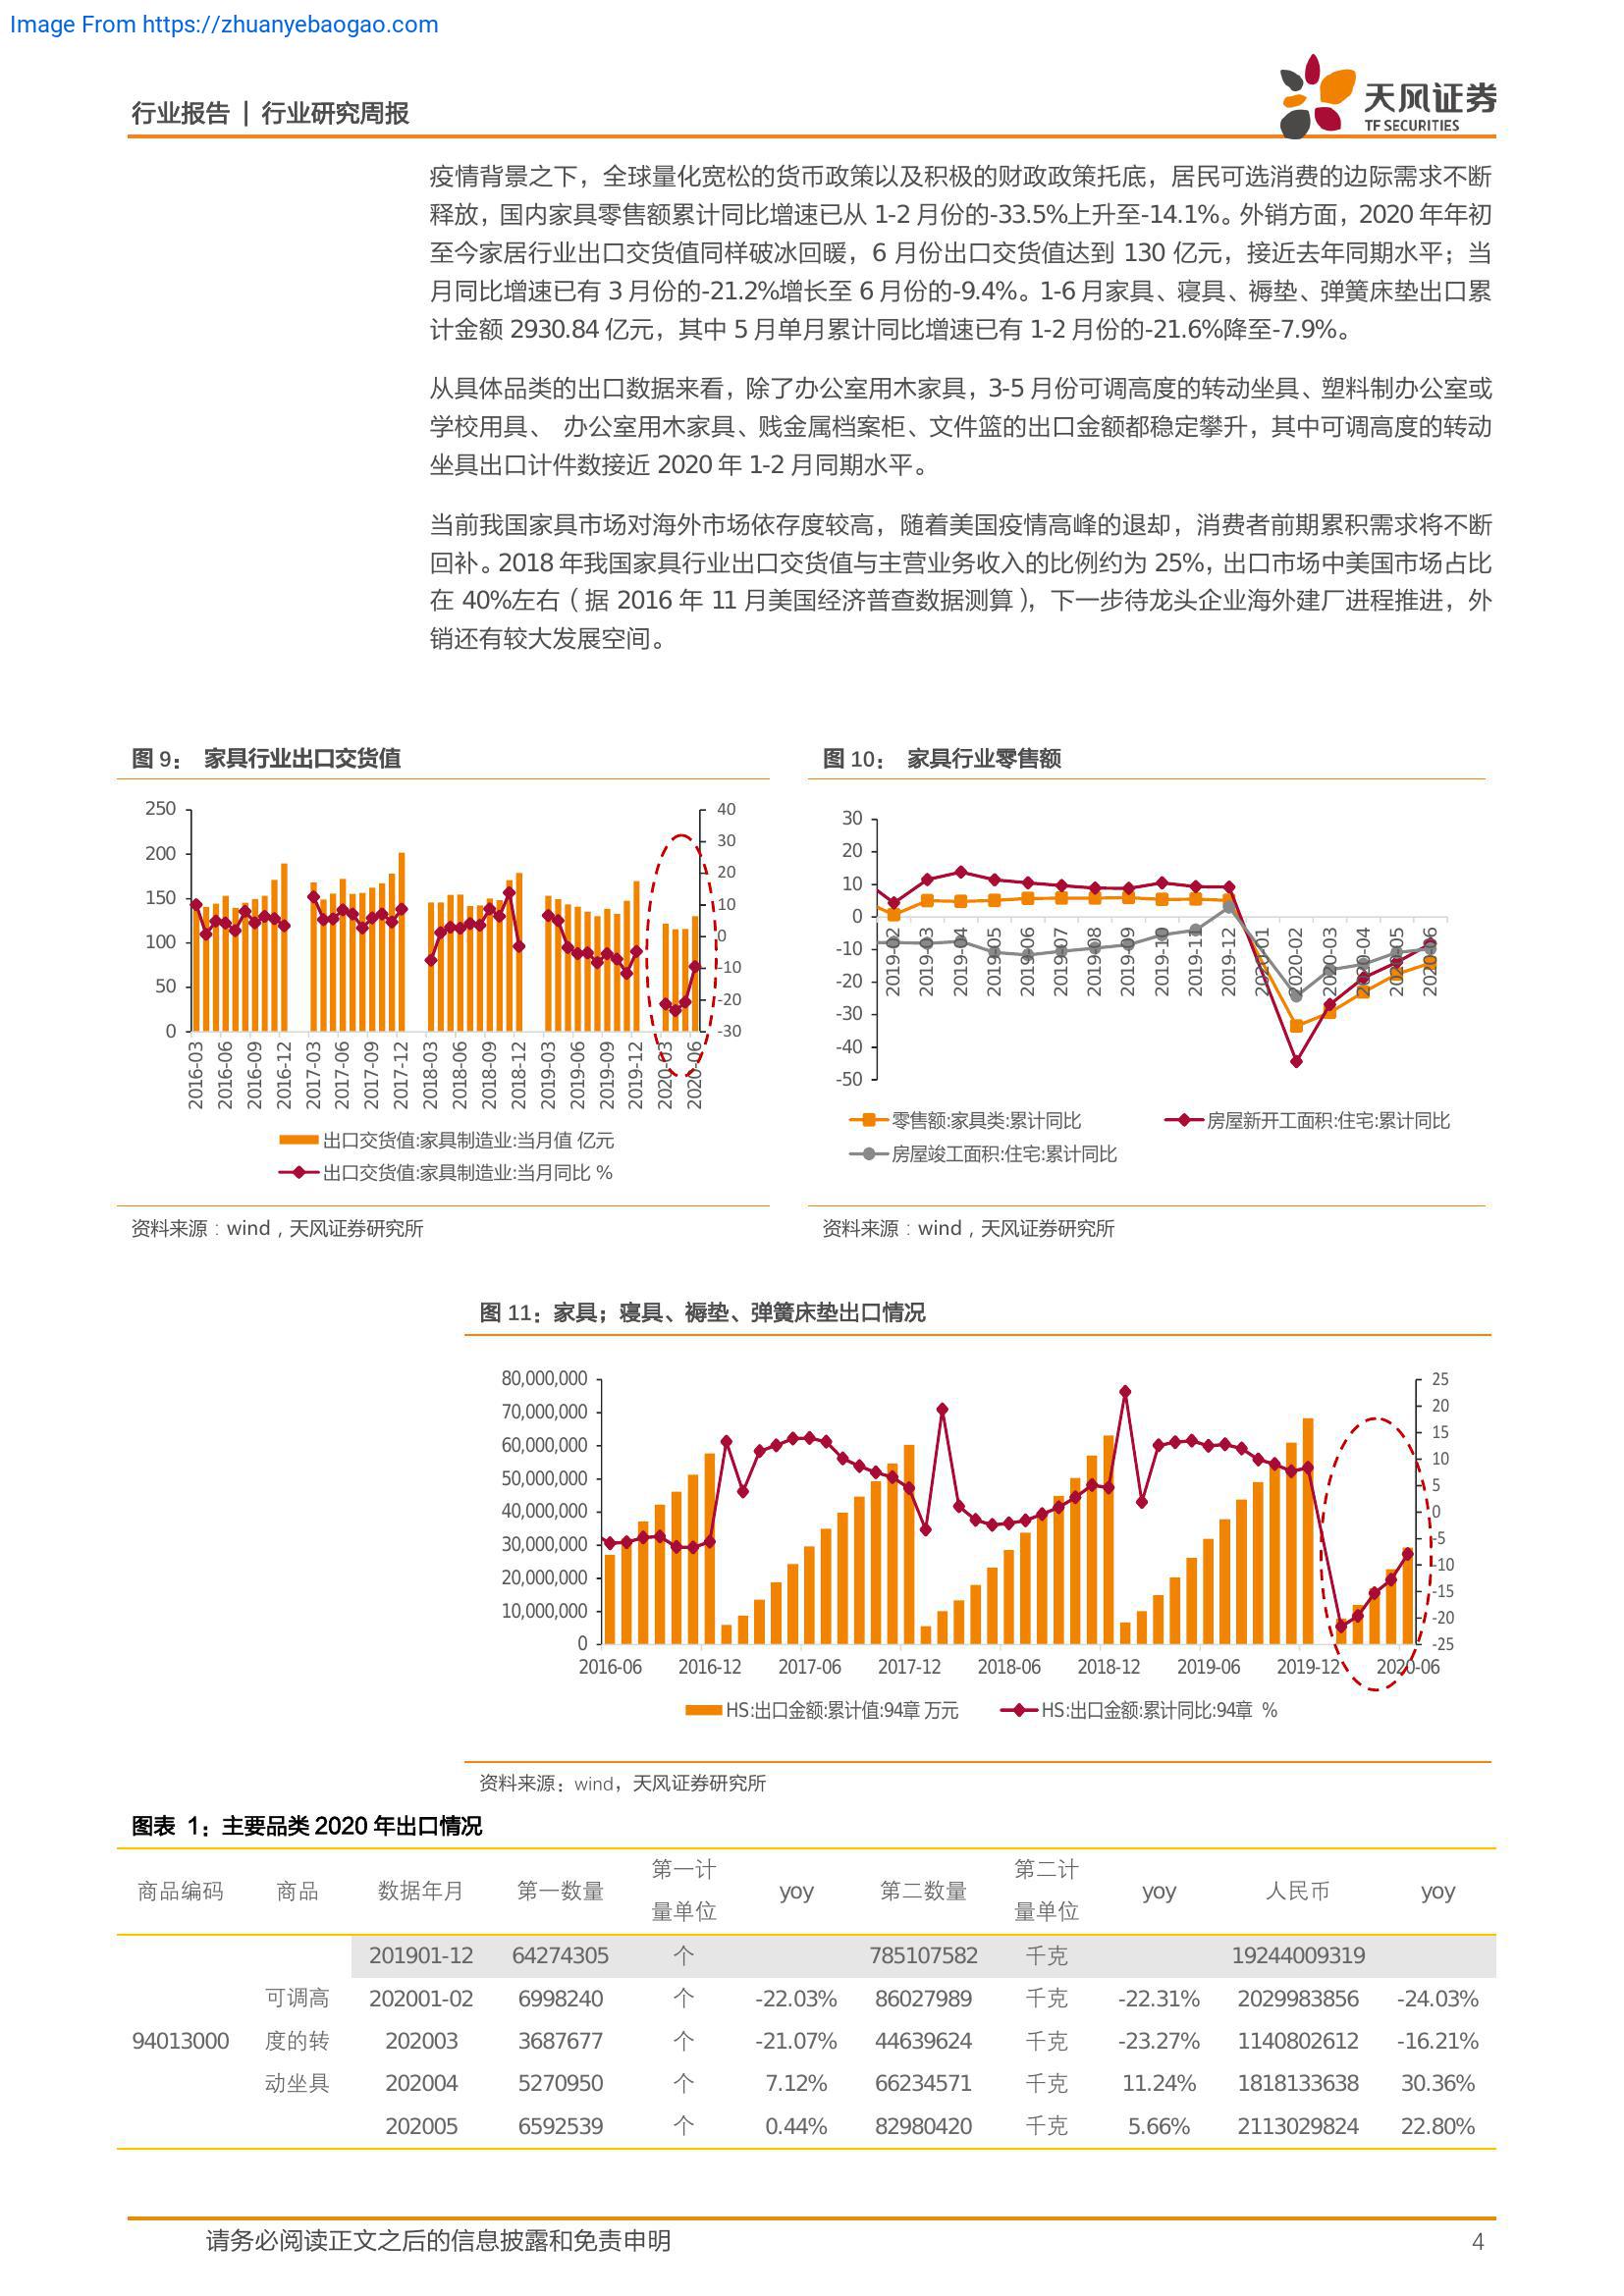 Image From https://zhuanyebaogao.com
行业报告 | 行业研究周报
天风证券
TF SECURITIES
疫情背景之下，全球量化宽松的货币政策以及积极的财政政策托底，居民可选消费的边际需求不断
释放，国内家具零售额累计同比增速已从 1-2 月份的-33.5%上升至-14.1%。外销方面，2020 年年初
至今家居行业出口交货值同样破冰回暖，6 月份出口交货值达到 130 亿元，接近去年同期水平；当
月同比增速已有 3 月份的-21.2%增长至 6 月份的-9.4%。1-6 月家具、寝具、褥垫、弹簧床垫出口累
计金额 2930.84 亿元，其中 5 月单月累计同比增速已有 1-2 月份的-21.6%降至-7.9%。
从具体品类的出口数据来看，除了办公室用木家具，3-5 月份可调高度的转动坐具、塑料制办公室或
学校用具、 办公室用木家具、贱金属档案柜、文件篮的出口金额都稳定攀升，其中可调高度的转动
坐具出口计件数接近 2020 年 1-2 月同期水平。
当前我国家具市场对海外市场依存度较高，随着美国疫情高峰的退却，消费者前期累积需求将不断
回补。2018 年我国家具行业出口交货值与主营业务收入的比例约为 25%，出口市场中美国市场占比
在 40%左右（据 2016 年 11 月美国经济普查数据测算），下一步待龙头企业海外建厂进程推进，外
销还有较大发展空间。
图 9： 家具行业出口交货值
250
200
150
100
50
0
40
30
20
10
0
-10
-20
-30
2016-03
2016-06
2016-09
2016-12
2017-03
2017-06
2017-09
2017-12
2018-03
2018-06
2018-09
2018-12
2019-03
2019-06
2019-09
2019-12
2020-03
2020-06
出口交货值:家具制造业:当月值 亿元
出口交货值:家具制造业:当月同比 %
资料来源：wind，天风证券研究所
图 10： 家具行业零售额
30
20
10
0
-10
-20
-30
-40
-50
2019-02
2019-03
2019-04
2019-05
2019-06
2019-07
2019-08
2019-09
2019-10
2019-11
2019-12
2020-01
2020-02
2020-03
2020-04
2020-05
2020-06
零售额:家具类:累计同比
房屋新开工面积:住宅:累计同比
房屋竣工面积:住宅:累计同比
资料来源：wind，天风证券研究所
图 11：家具；寝具、褥垫、弹簧床垫出口情况
80,000,000
70,000,000
60,000,000
50,000,000
40,000,000
30,000,000
20,000,000
10,000,000
0
25
20
15
10
5
0
-5
-10
-15
-20
-25
2016-06 2016-12 2017-06 2017-12 2018-06 2018-12 2019-06 2019-12 2020-06
HS:出口金额:累计值:94章 万元
HS:出口金额:累计同比:94章 %
资料来源：wind，天风证券研究所
图表 1：主要品类 2020 年出口情况
商品编码 商品 数据年月 第一数量 第一计量单位 yoy 第二数量 第二计量单位 yoy 人民币 yoy
201901-12 64274305 个 785107582 千克 19244009319
可调高 202001-02 6998240 个 -22.03% 86027989 千克 -22.31% 2029983856 -24.03%
94013000 度的转 202003 3687677 个 -21.07% 44639624 千克 -23.27% 1140802612 -16.21%
动坐具 202004 5270950 个 7.12% 66234571 千克 11.24% 1818133638 30.36%
202005 6592539 个 0.44% 82980420 千克 5.66% 2113029824 22.80%
请务必阅读正文之后的信息披露和免责申明
4